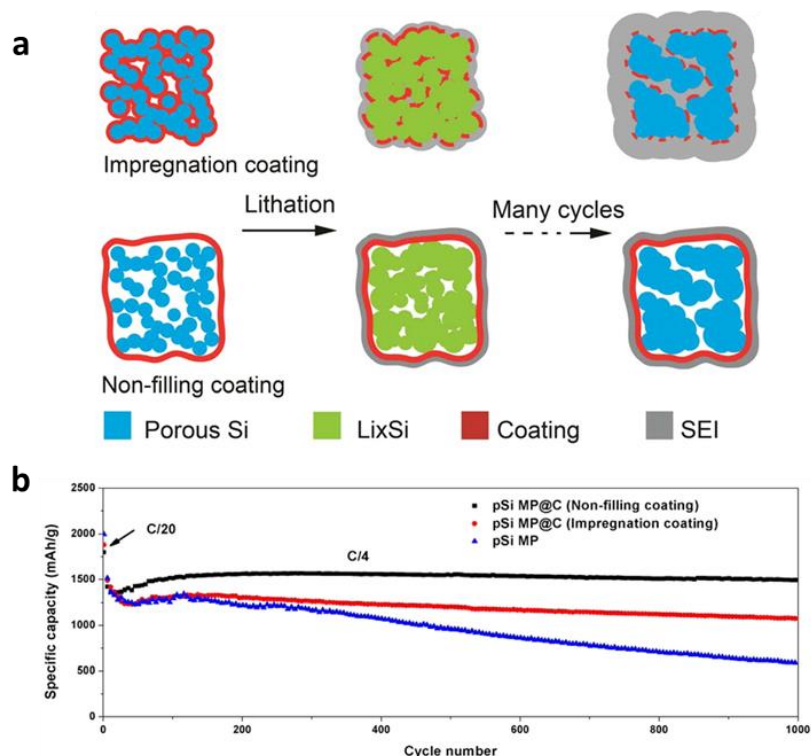 a
Impregnation coating
Lithation
Many cycles
Non-filling coating
Porous Si
LixSi
Coating
SEI
b
2500
2000
1500
1000
500
0
Specific capacity (mAh/g)
C/20
C/4
pSi MP@C (Non-filling coating)
pSi MP@C (Impregnation coating)
pSi MP
0
200
400
600
800
1000
Cycle number